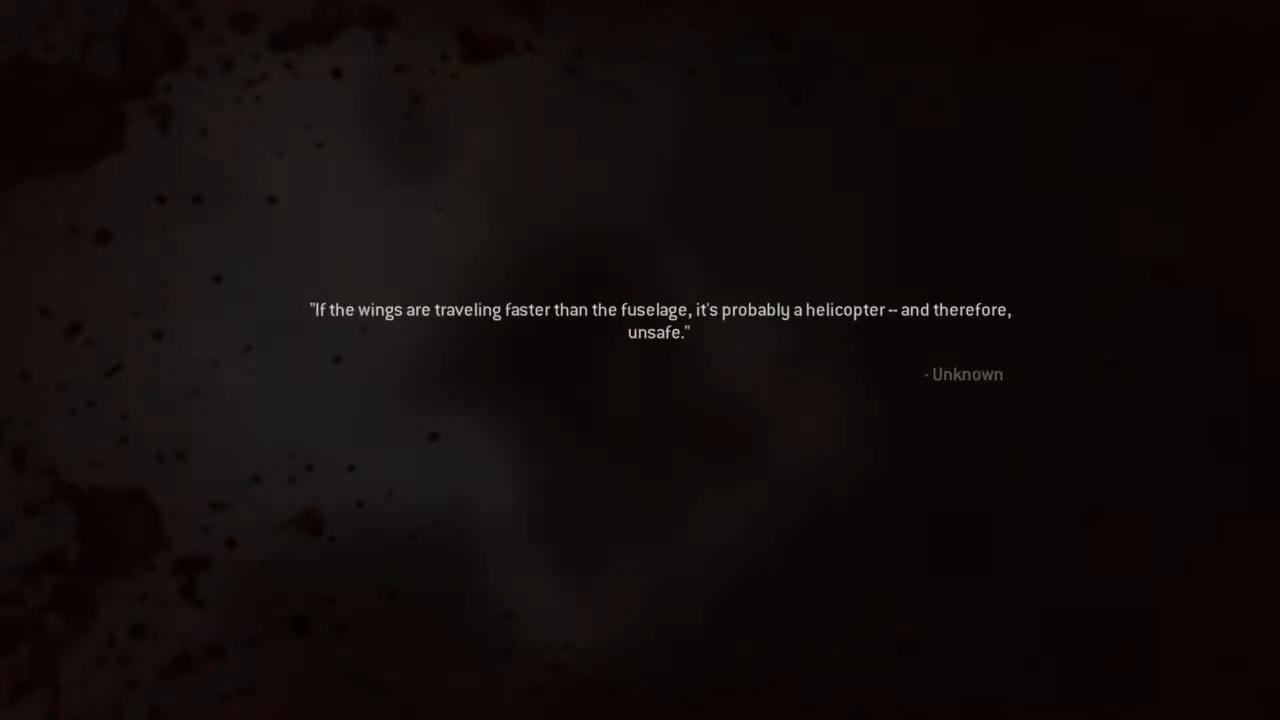 "If the wings are traveling faster than the fuselage, it's probably a helicopter -- and therefore,
unsafe."
- Unknown